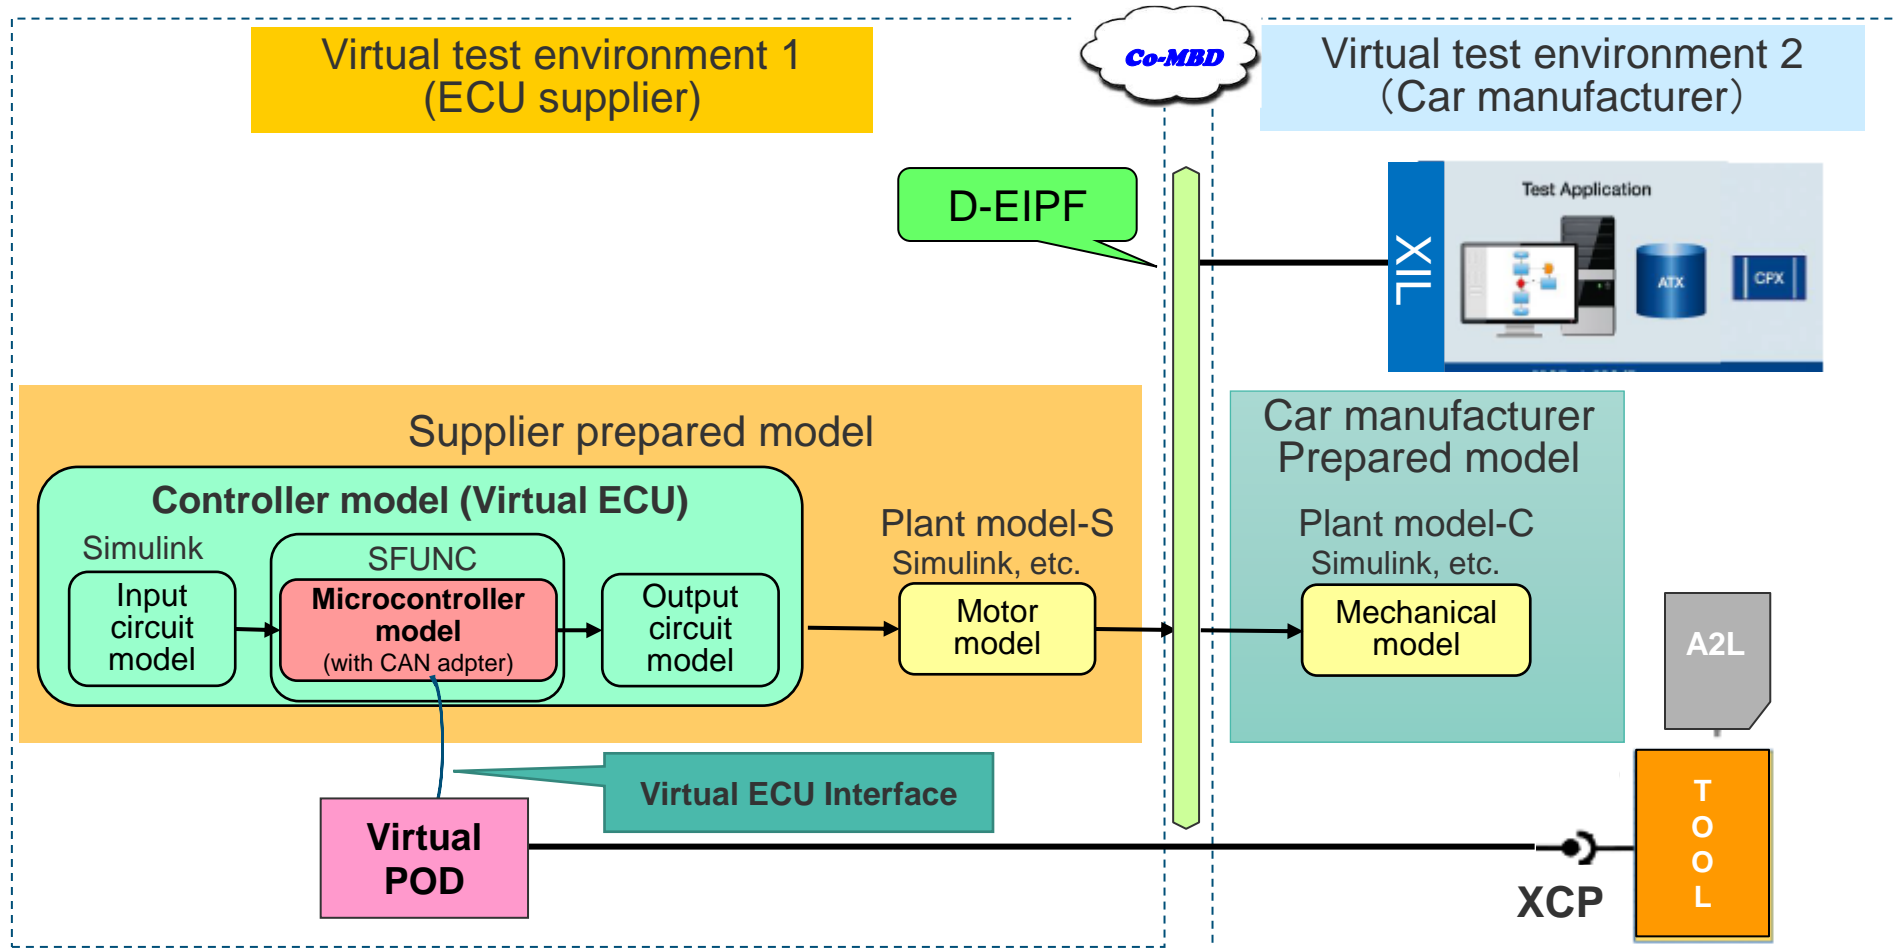 Virtual test environment 1
(ECU supplier)
Co-MBD
Virtual test environment 2
（Car manufacturer）
D-EIPF
XIL
Test Application
ATX
CPX
Supplier prepared model
Controller model (Virtual ECU)
Simulink
Input
circuit
model
SFUNC
Microcontroller
model
(with CAN adpter)
Output
circuit
model
Plant model-S
Simulink, etc.
Motor
model
Car manufacturer
Prepared model
Plant model-C
Simulink, etc.
Mechanical
model
A2L
Virtual ECU Interface
Virtual
POD
XCP
T
O
O
L